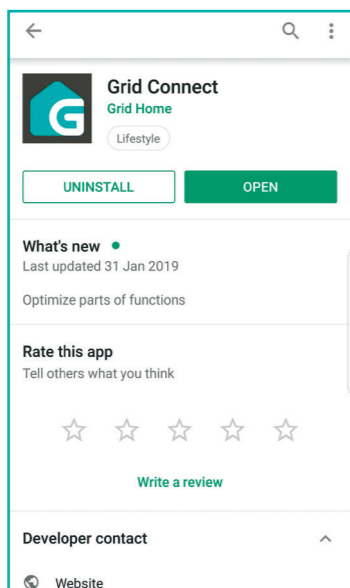 Grid Connect
Grid Home
Lifestyle
UNINSTALL OPEN
What's new
Last updated 31 Jan 2019
Optimize parts of functions
Rate this app
Tell others what you think
Write a review
Developer contact
Website